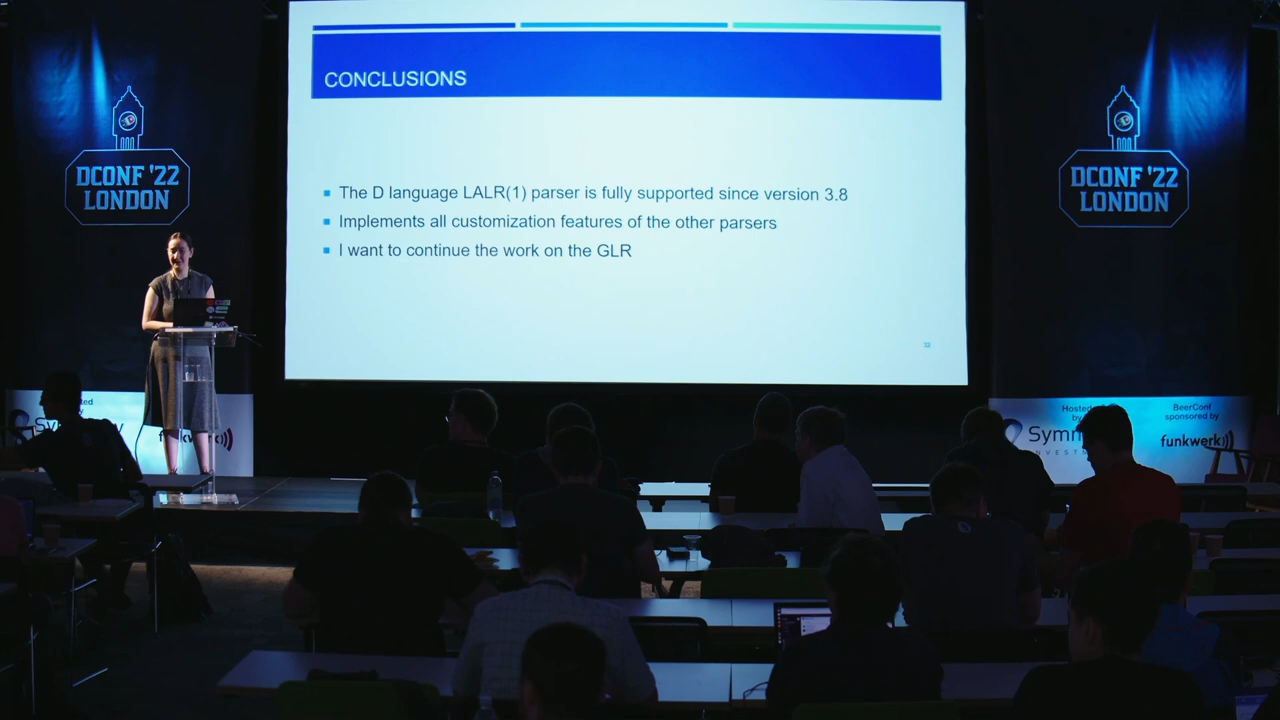 CONCLUSIONS
The D language LALR(1) parser is fully supported since version 3.8
Implements all customization features of the other parsers
I want to continue the work on the GLR
32
DCONF '22
LONDON
DCONF '22
LONDON
funkwerk
Hosted
by
Symm
INVESTM
BeerConf
sponsored by
funkwerk